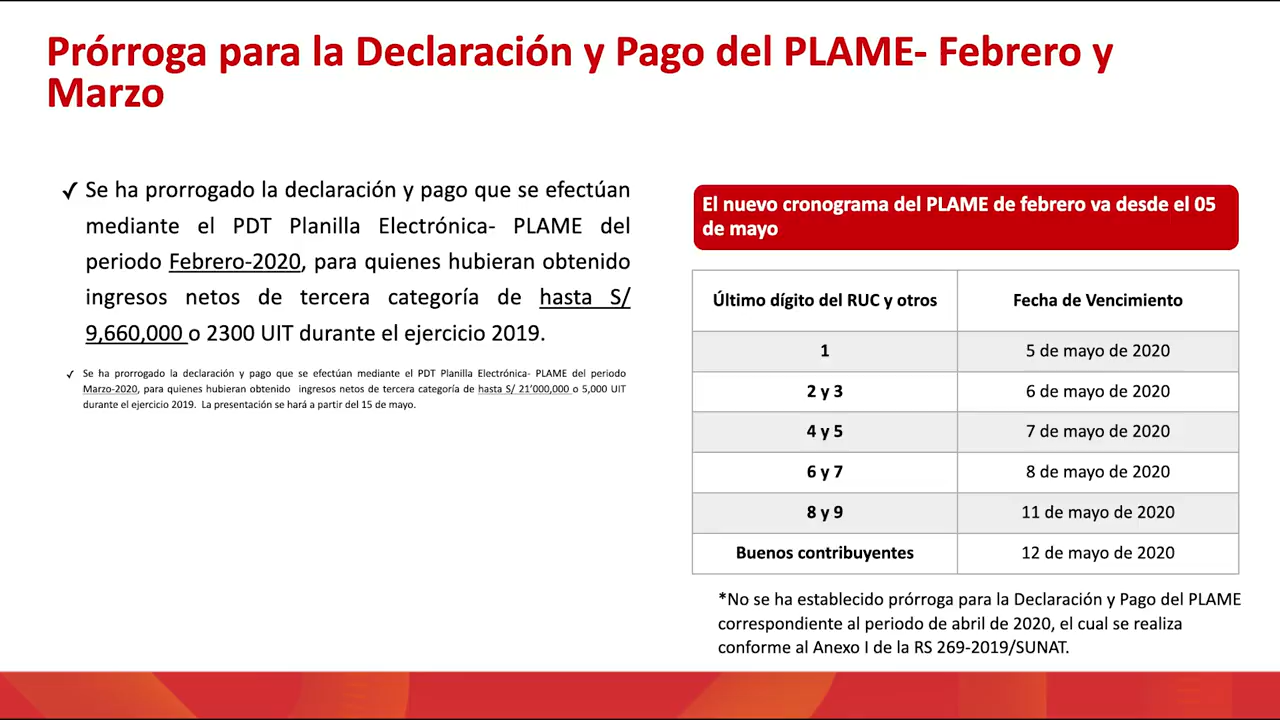 Prórroga para la Declaración y Pago del PLAME- Febrero y
Marzo
✓ Se ha prorrogado la declaración y pago que se efectúan
mediante el PDT Planilla Electrónica- PLAME del
periodo Febrero-2020, para quienes hubieran obtenido
ingresos netos de tercera categoría de hasta S/
9,660,000 o 2300 UIT durante el ejercicio 2019.
✓ Se ha prorrogado la declaración y pago que se efectúan mediante el PDT Planilla Electrónica- PLAME del periodo
Marzo-2020, para quienes hubieran obtenido ingresos netos de tercera categoría de hasta S/ 21’000,000 o 5,000 UIT
durante el ejercicio 2019. La presentación se hará a partir del 15 de mayo.
El nuevo cronograma del PLAME de febrero va desde el 05
de mayo
Último dígito del RUC y otros Fecha de Vencimiento
1 5 de mayo de 2020
2 y 3 6 de mayo de 2020
4 y 5 7 de mayo de 2020
6 y 7 8 de mayo de 2020
8 y 9 11 de mayo de 2020
Buenos contribuyentes 12 de mayo de 2020
*No se ha establecido prórroga para la Declaración y Pago del PLAME
correspondiente al periodo de abril de 2020, el cual se realiza
conforme al Anexo I de la RS 269-2019/SUNAT.